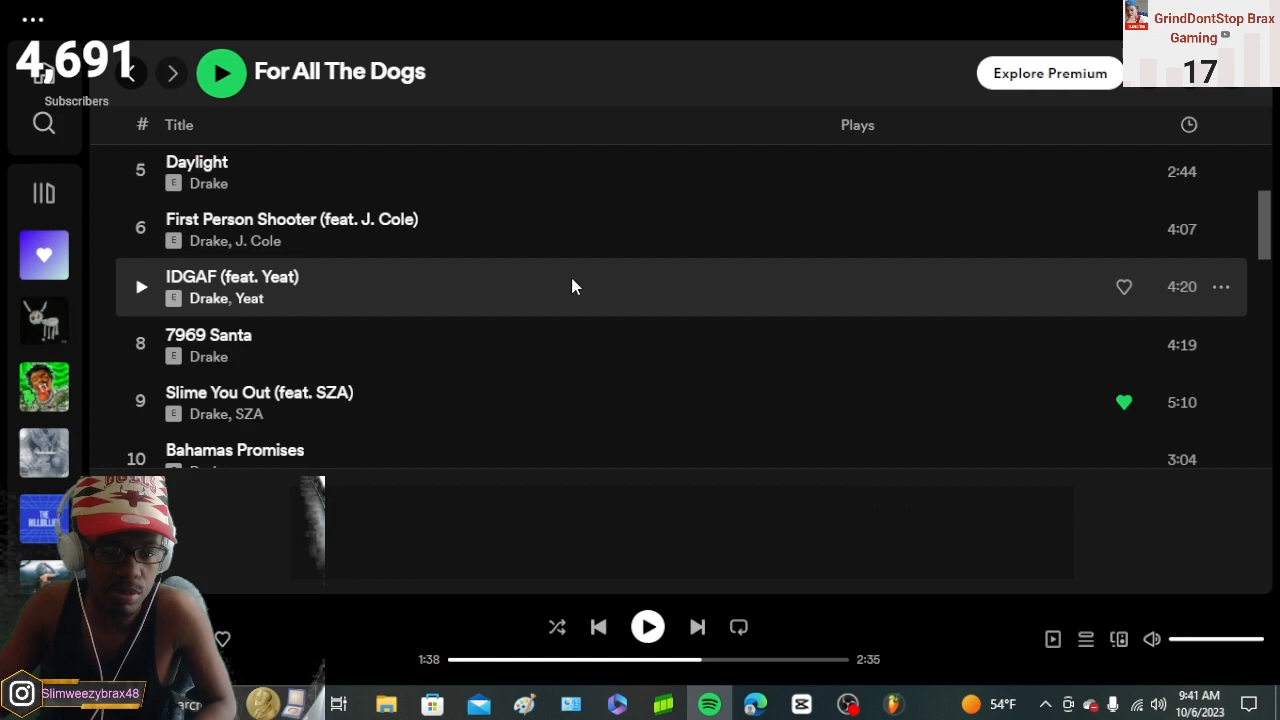 4,691
Subscribers
For All The Dogs
Explore Premium
GrindDontStop Brax
Gaming
17
# Title Plays
5 Daylight 2:44
E Drake
6 First Person Shooter (feat. J. Cole) 4:07
E Drake, J. Cole
IDGAF (feat. Yeat) 4:20
E Drake, Yeat
8 7969 Santa 4:19
E Drake
9 Slime You Out (feat. SZA) 5:10
E Drake, SZA
10 Bahamas Promises 3:04
THE
BULLS
1:38 2:35
Slimweezybrax48
54°F
9:41 AM
10/6/2023